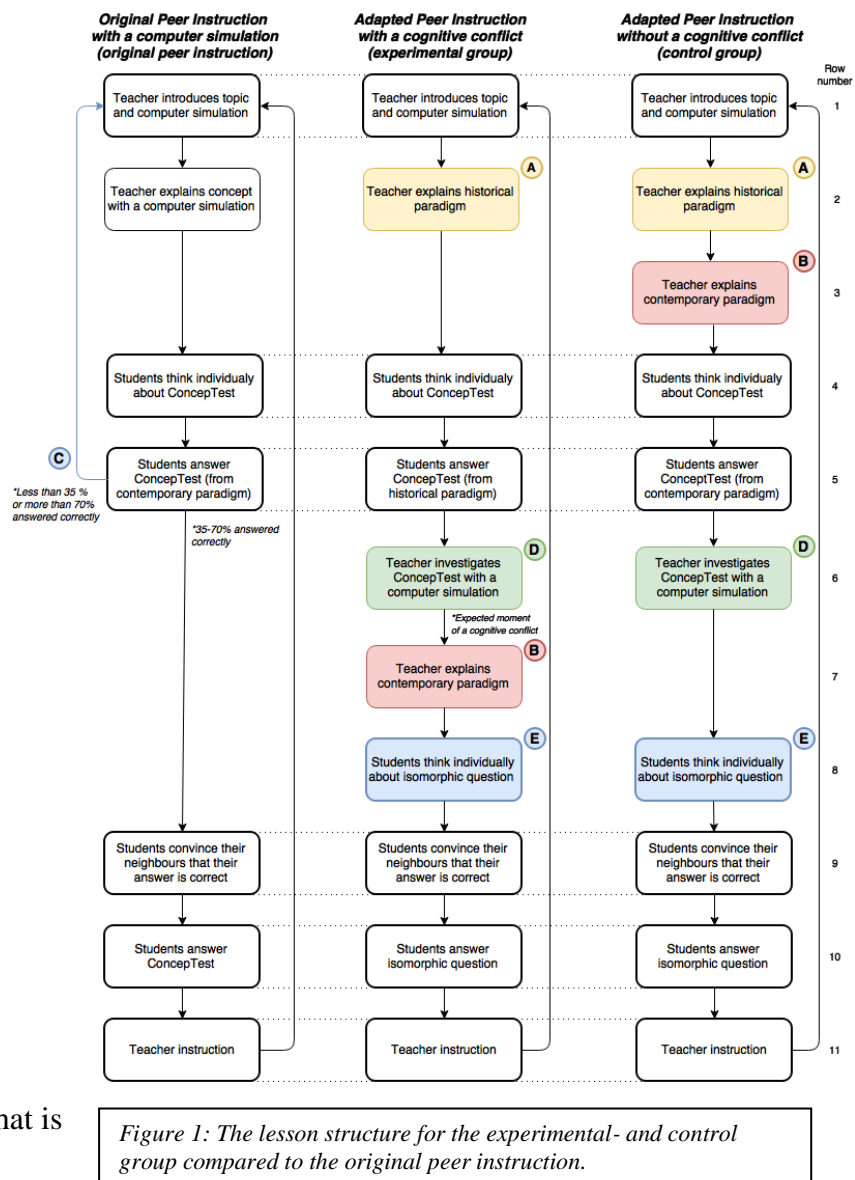 Original Peer Instruction
with a computer simulation
(original peer instruction)
Adapted Peer Instruction
with a cognitive conflict
(experimental group)
Adapted Peer Instruction
without a cognitive conflict
(control group)
Row
number
Teacher introduces topic
and computer simulation
Teacher introduces topic
and computer simulation
Teacher introduces topic
and computer simulation
1
Teacher explains concept
with a computer simulation
A
Teacher explains historical
paradigm
A
Teacher explains historical
paradigm
2
B
Teacher explains
contemporary paradigm
3
Students think individualy
about ConcepTest
Students think individualy
about ConcepTest
Students think individualy
about ConcepTest
4
C
*Less than 35 %
or more than 70%
answered correctly
Students answer
ConcepTest (from
contemporary paradigm)
Students answer
ConcepTest (from
historical paradigm)
Students answer
ConceptTest (from
contemporary paradigm)
5
*35-70% answered
correctly
D
Teacher investigates
ConcepTest with a
computer simulation
D
Teacher investigates
ConcepTest with a
computer simulation
6
*Expected moment
of a cognitive conflict
B
Teacher explains
contemporary paradigm
7
E
Students think individually
about isomorphic question
E
Students think individually
about isomorphic question
8
Students convince their
neighbours that their
answer is correct
Students convince their
neighbours that their
answer is correct
Students convince their
neighbours that their
answer is correct
9
Students answer
ConcepTest
Students answer
isomorphic question
Students answer
isomorphic question
10
Teacher instruction
Teacher instruction
Teacher instruction
11
is
Figure 1: The lesson structure for the experimental- and control
group compared to the original peer instruction.